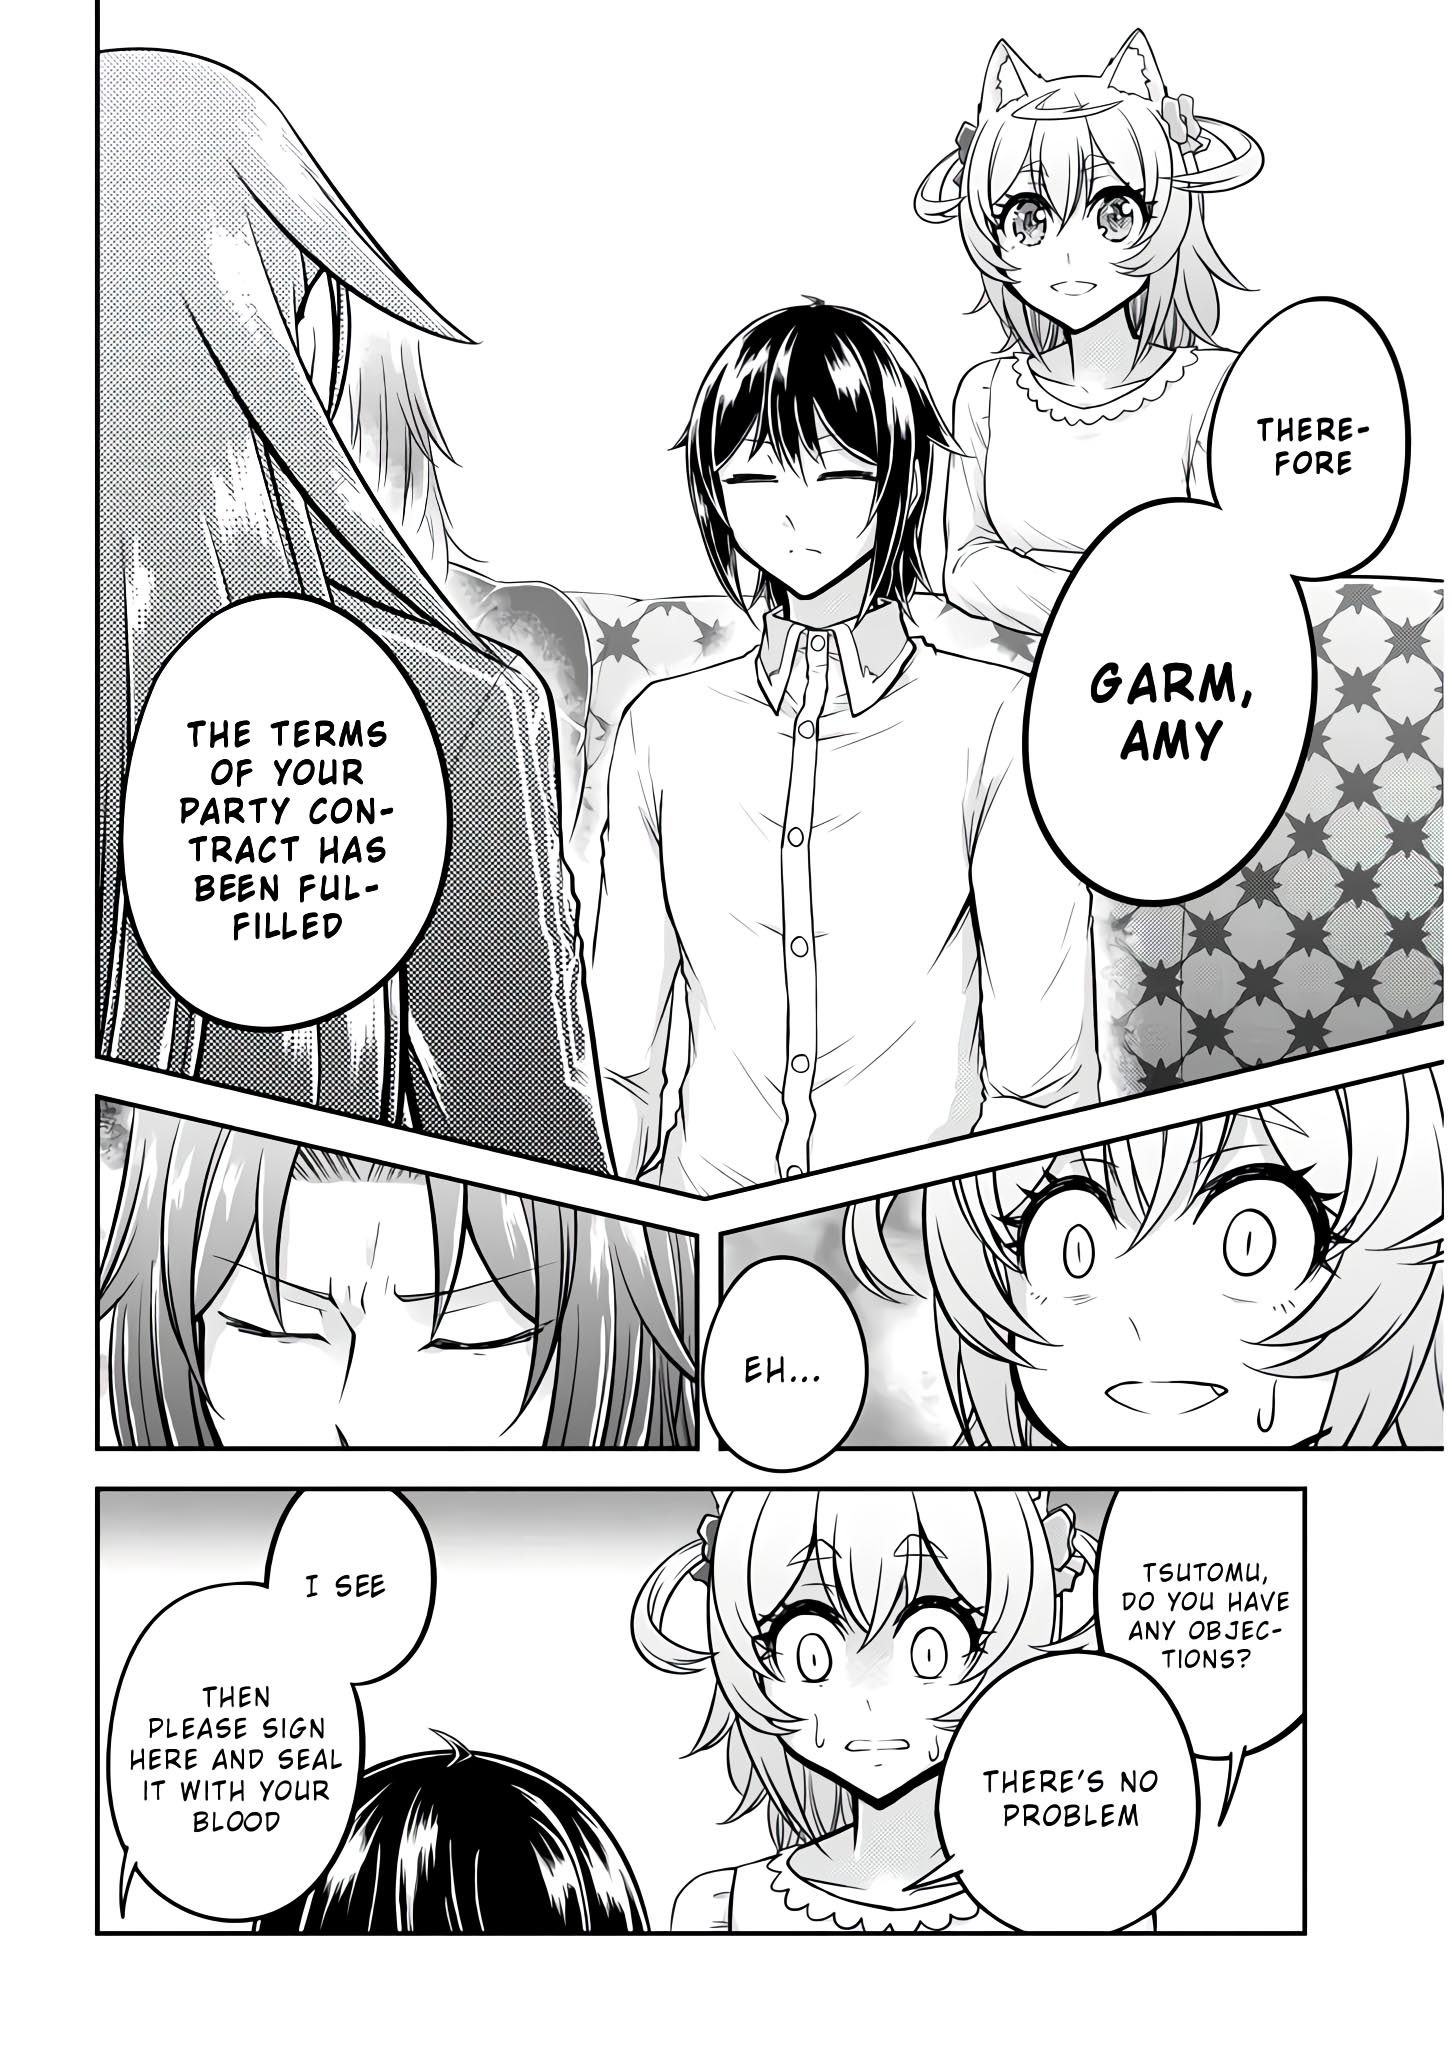 THERE-
FORE
GARM,
AMY
THE TERMS
OF YOUR
PARTY CON-
TRACT HAS
BEEN FUL-
FILLED
EH...
TSUTOMU,
DO YOU HAVE
ANY OBJEC-
TIONS?
THERE'S NO
PROBLEM
I SEE
THEN
PLEASE SIGN
HERE AND SEAL
IT WITH YOUR
BLOOD